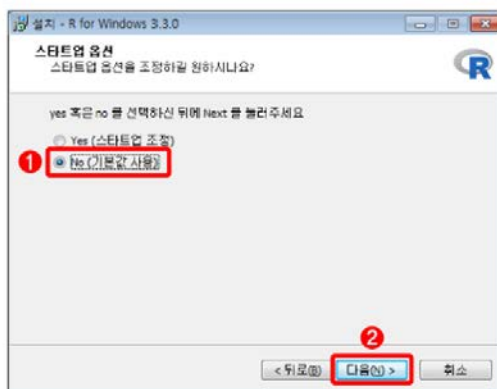 설치 - R for Windows 3.3.0
스타트업 옵션
스타트업 옵션을 조정하길 원하시나요?
R
yes 혹은 no 를 선택하신 뒤에 Next 를 눌러주세요
Yes (스타트업 조정)
1
No (기본값 사용)
2
< 뒤로(B)
다음(N) >
취소